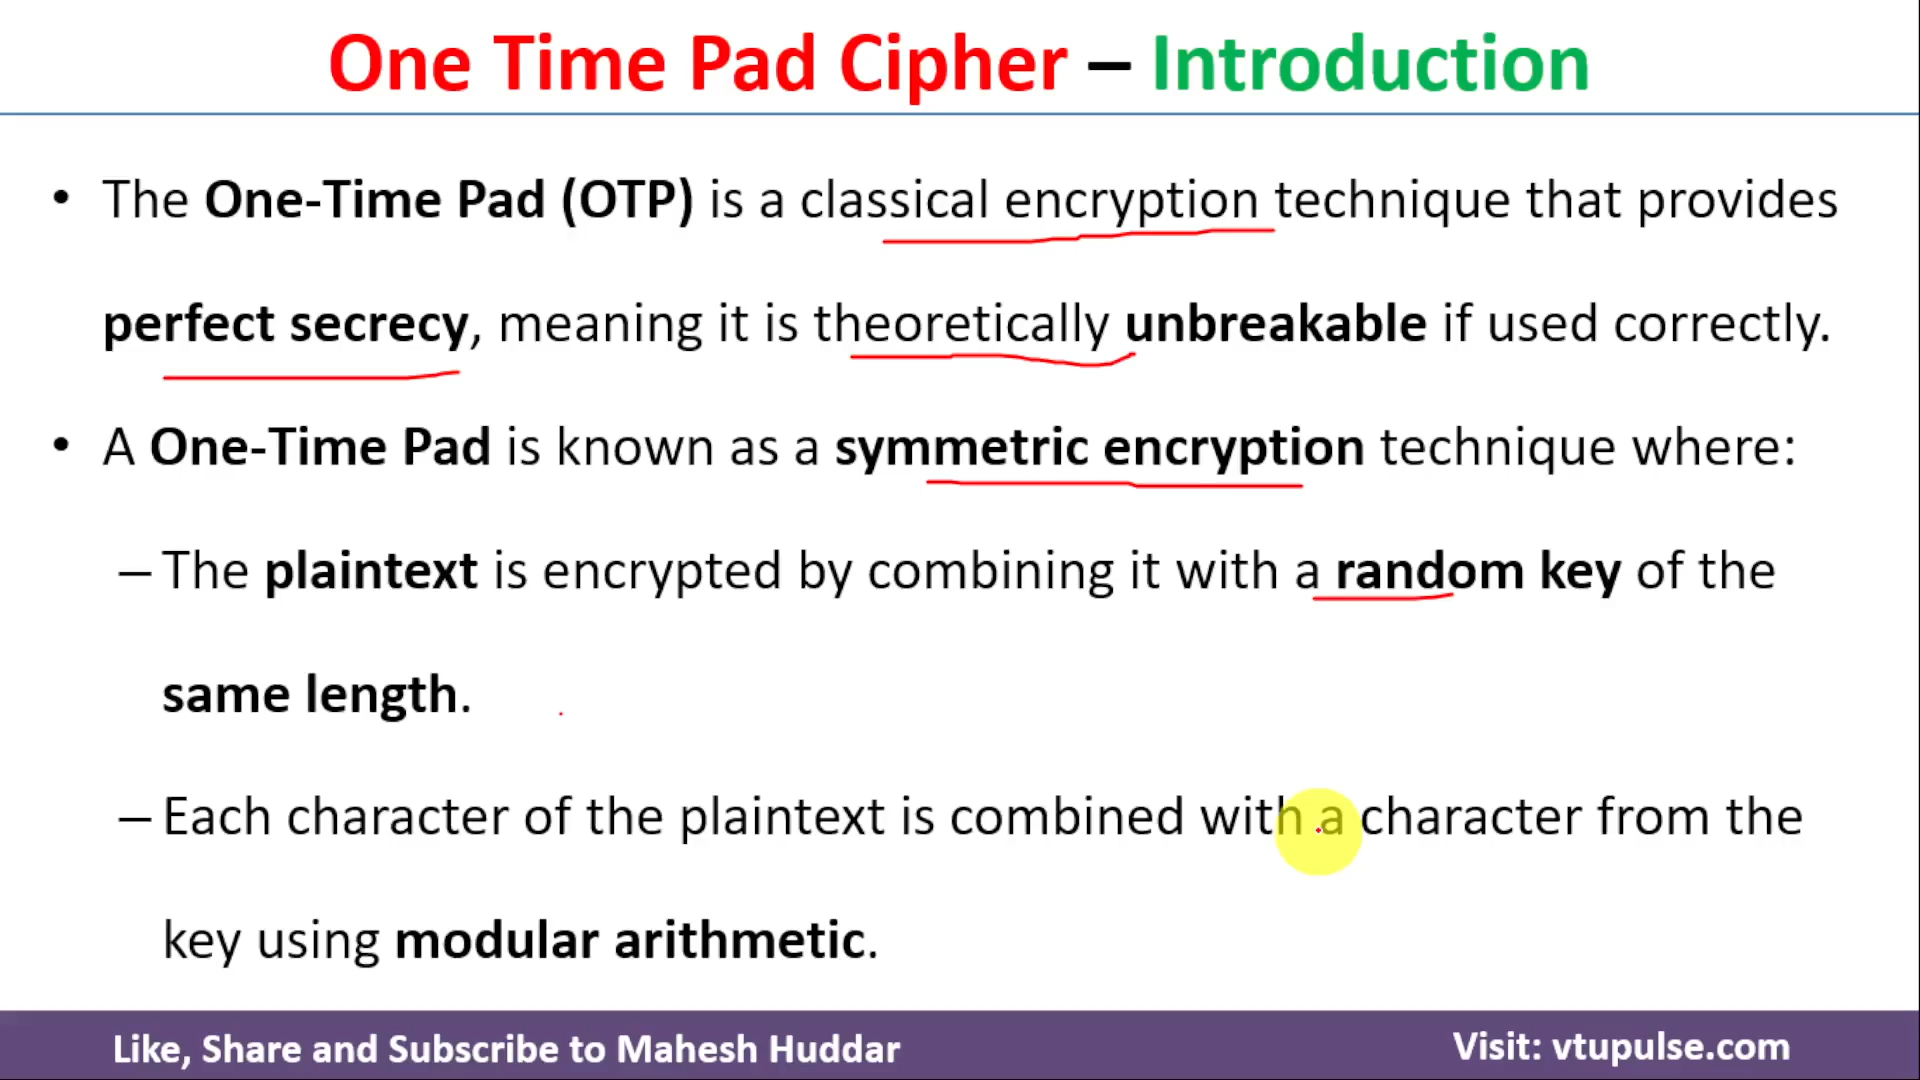 One Time Pad Cipher – Introduction
• The One-Time Pad (OTP) is a classical encryption technique that provides
perfect secrecy, meaning it is theoretically unbreakable if used correctly.
• A One-Time Pad is known as a symmetric encryption technique where:
– The plaintext is encrypted by combining it with a random key of the
same length.
– Each character of the plaintext is combined with a character from the
key using modular arithmetic.
Like, Share and Subscribe to Mahesh Huddar
Visit: vtupulse.com